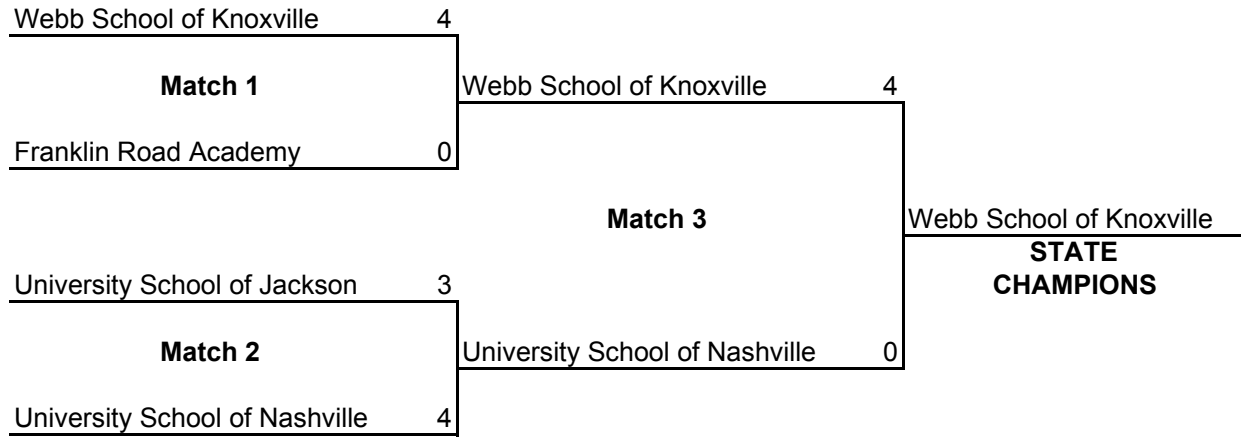 Webb School of Knoxville 4
Match 1
Webb School of Knoxville 4
Franklin Road Academy 0
Match 3
Webb School of Knoxville
STATE
CHAMPIONS
University School of Jackson 3
Match 2
University School of Nashville 0
University School of Nashville 4